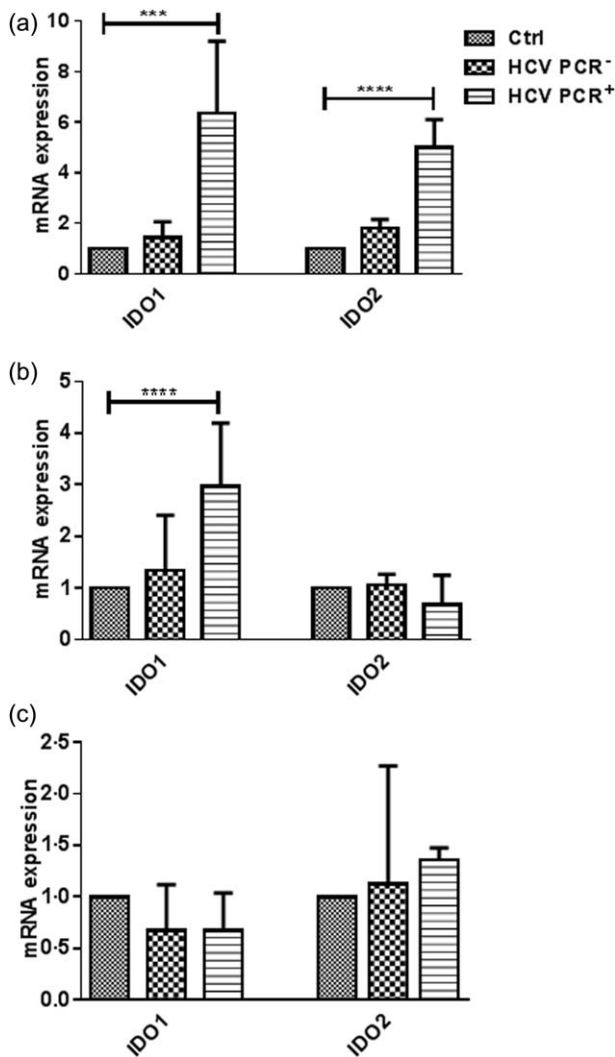 (a)
10
8
6
4
2
0
mRNA expression
***
****
Ctrl
HCV PCR-
HCV PCR+
IDO1
IDO2
(b)
5
4
3
2
1
0
mRNA expression
****
IDO1
IDO2
(c)
2·5
2·0
1·5
1·0
0·5
0.0
mRNA expression
IDO1
IDO2